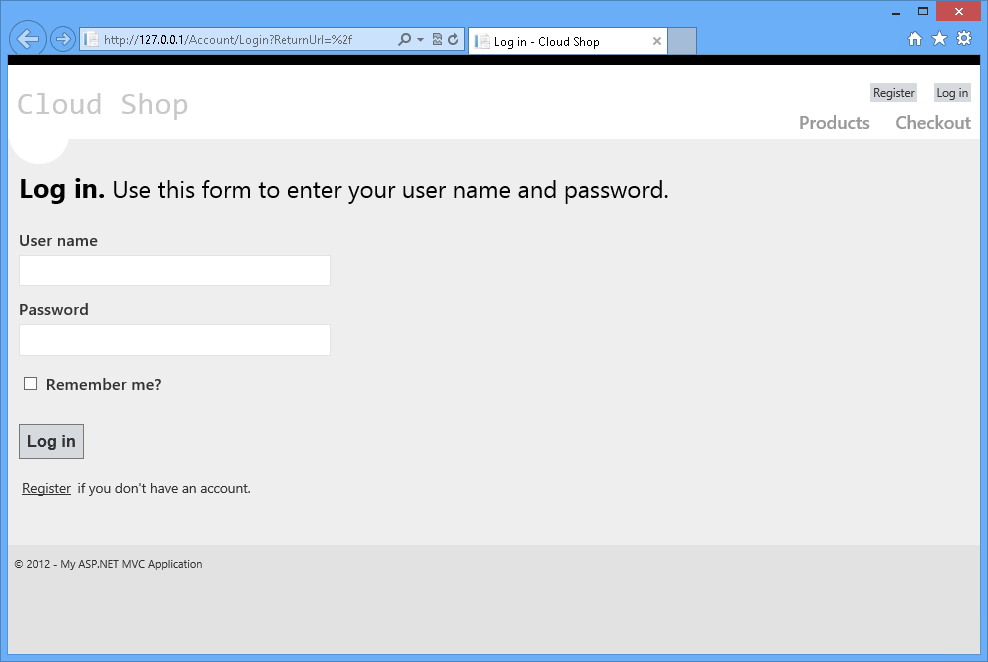 http://127.0.0.1/Account/Login?ReturnUrl=%2f
Log in - Cloud Shop
Cloud Shop
Register Log in
Products Checkout
Log in. Use this form to enter your user name and password.
User name
Password
Remember me?
Log in
Register if you don't have an account.
© 2012 - My ASP.NET MVC Application